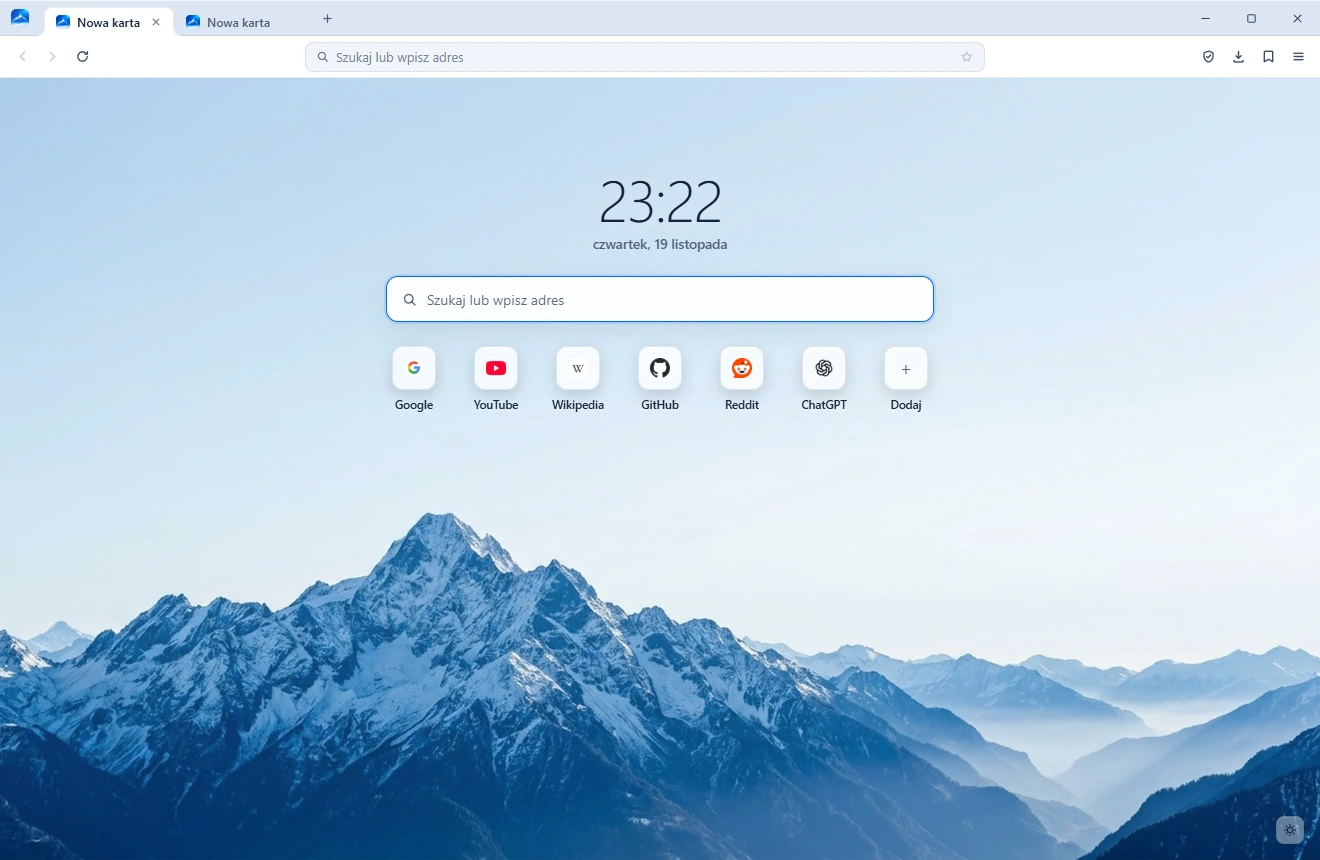 Nowa karta
Nowa karta
Szukaj lub wpisz adres
23:22
czwartek, 19 listopada
Szukaj lub wpisz adres
W
Google YouTube Wikipedia GitHub Reddit ChatGPT Dodaj